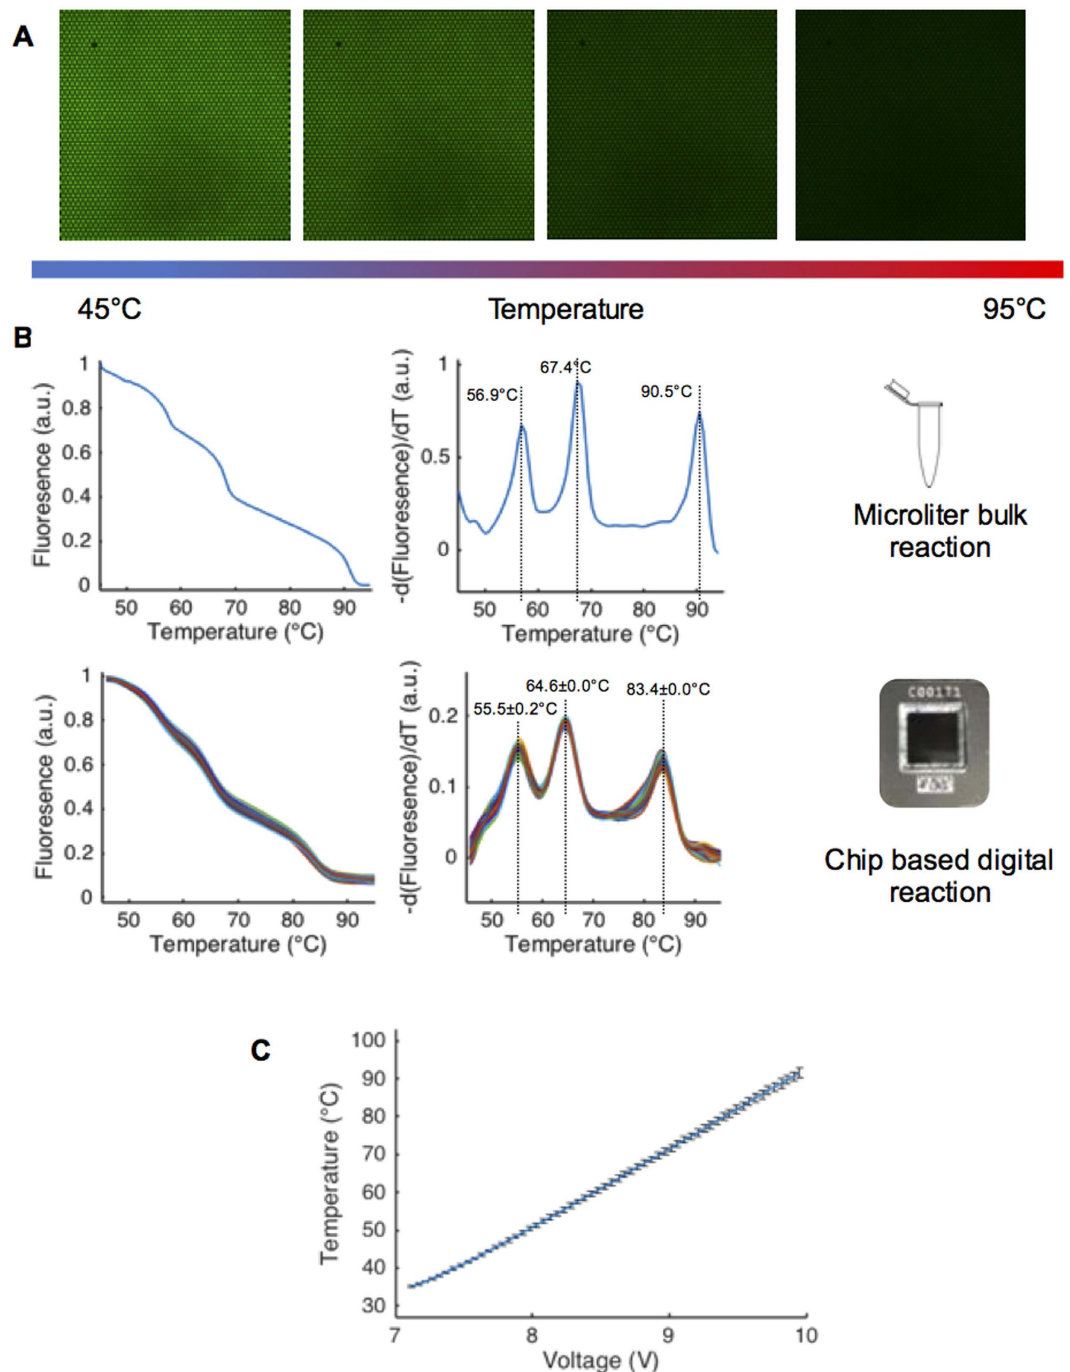 A
45°C
Temperature
95°C
B
1
0.8
0.6
0.4
0.2
0
Fluoresence (a.u.)
50
60
70
80
90
Temperature (°C)
1
0.5
0
-d(Fluoresence)/dT (a.u.)
56.9°C
67.4°C
90.5°C
50
60
70
80
90
Temperature (°C)
Microliter bulk
reaction
1
0.8
0.6
0.4
0.2
0
Fluoresence (a.u.)
50
60
70
80
90
Temperature (°C)
0.2
0.1
0
-d(Fluoresence)/dT (a.u.)
55.5±0.2°C
64.6±0.0°C
83.4±0.0°C
50
60
70
80
90
Temperature (°C)
Chip based digital
reaction
C
100
90
80
70
60
50
40
30
Temperature (°C)
7
8
9
10
Voltage (V)